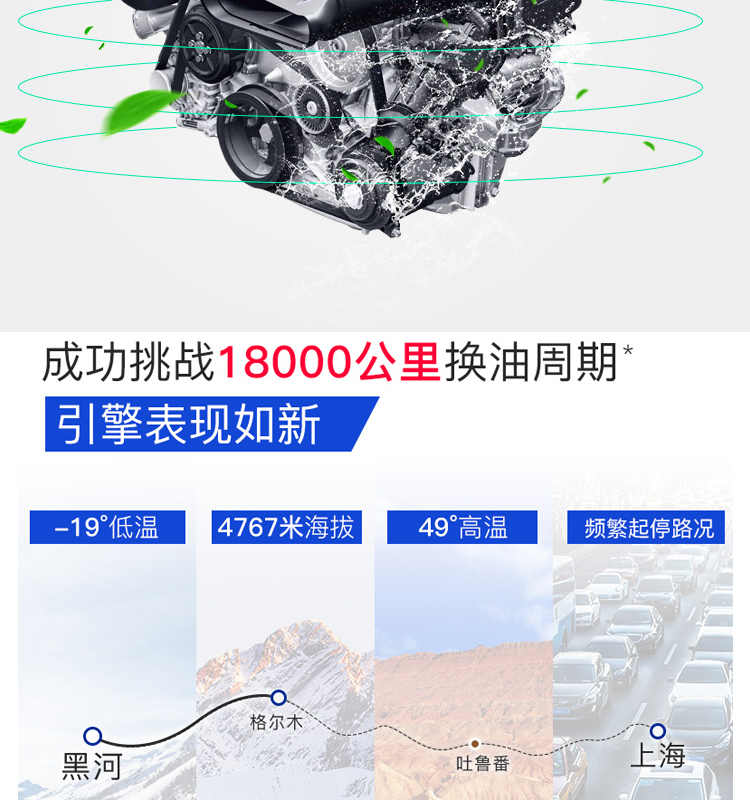 成功挑战18000公里换油周期*
引擎表现如新
-19°低温
4767米海拔
49°高温
频繁起停路况
格尔木
黑河
吐鲁番
上海